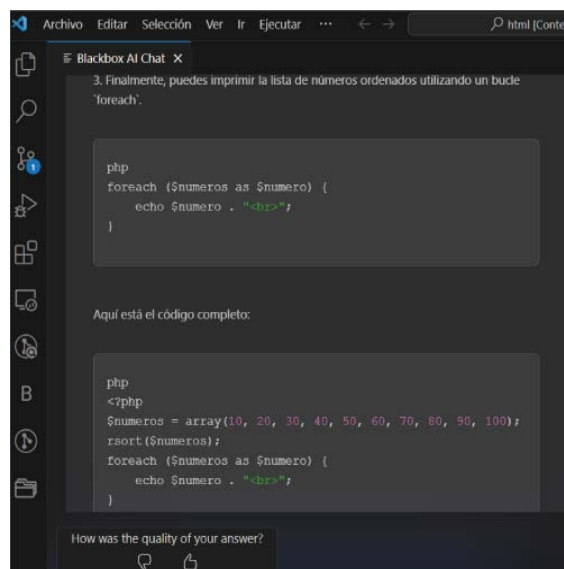 Archivo Editar Selección Ver Ir Ejecutar ··· html [Conte
Blackbox AI Chat
3. Finalmente, puedes imprimir la lista de números ordenados utilizando un bucle
`foreach`.
php
foreach ($numeros as $numero) {
    echo $numero . "<br>";
}
1
Aquí está el código completo:
php
<?php
$numeros = array(10, 20, 30, 40, 50, 60, 70, 80, 90, 100);
rsort($numeros);
foreach ($numeros as $numero) {
    echo $numero . "<br>";
}
B
How was the quality of your answer?